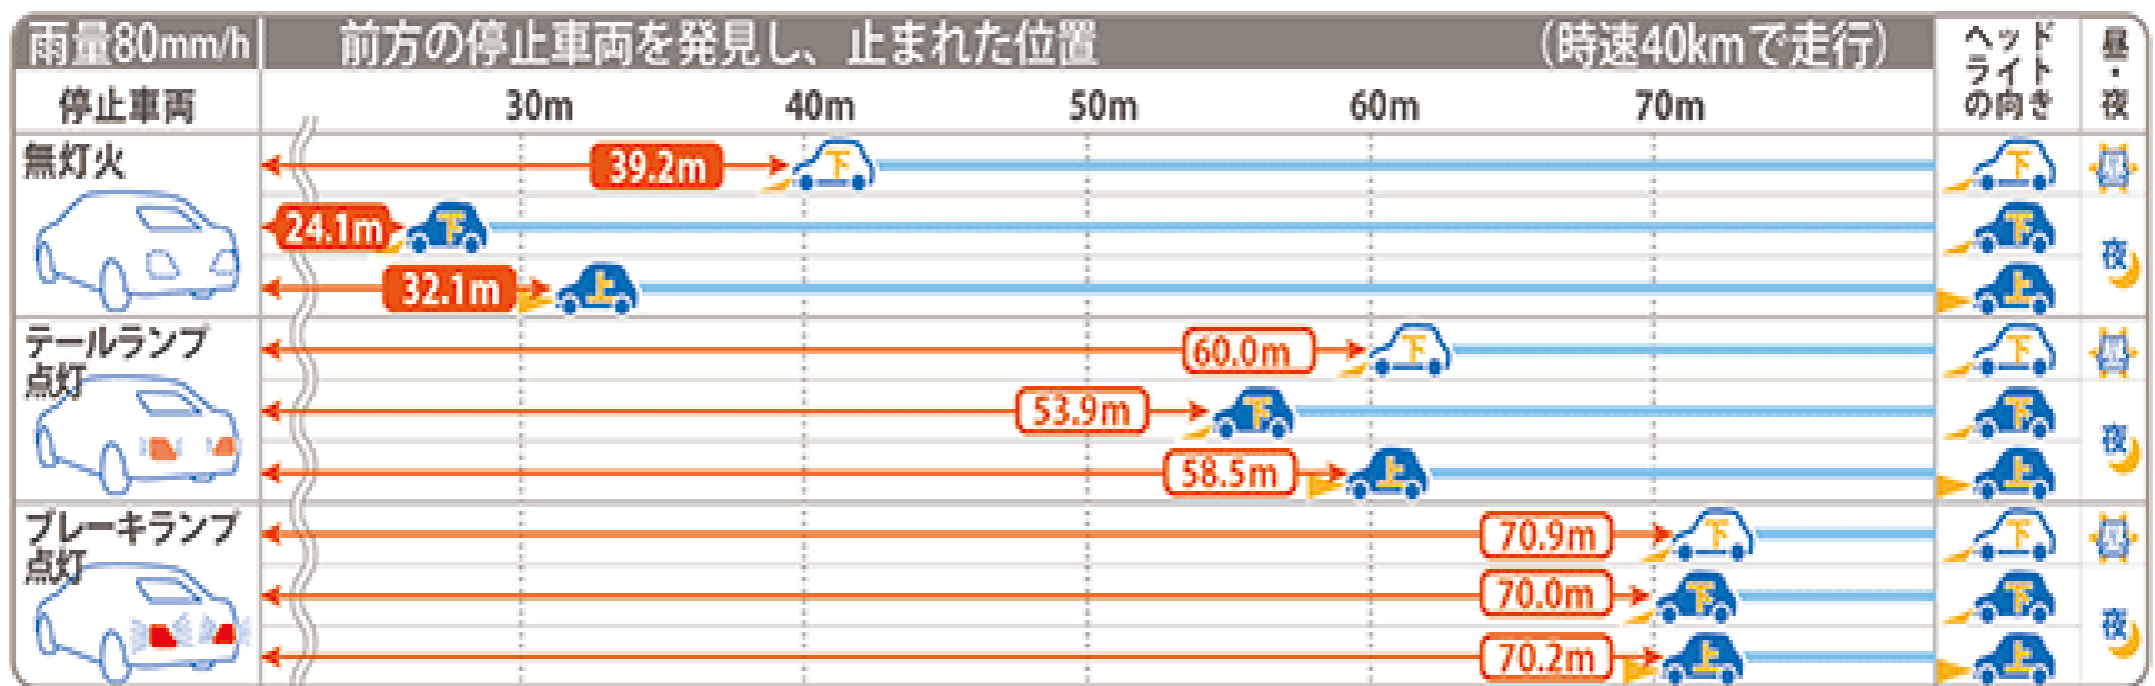 雨量80mm/h 前方の停止車両を発見し、止まれた位置 (時速40kmで走行) ヘッドライトの向き 昼・夜
停止車両 30m 40m 50m 60m 70m
無灯火
39.2m 下 下 昼
24.1m 下 下 夜
32.1m 上 上
テールランプ
点灯
60.0m 下 下 昼
53.9m 下 下 夜
58.5m 上 上
ブレーキランプ
点灯
70.9m 下 下 昼
70.0m 下 下 夜
70.2m 上 上